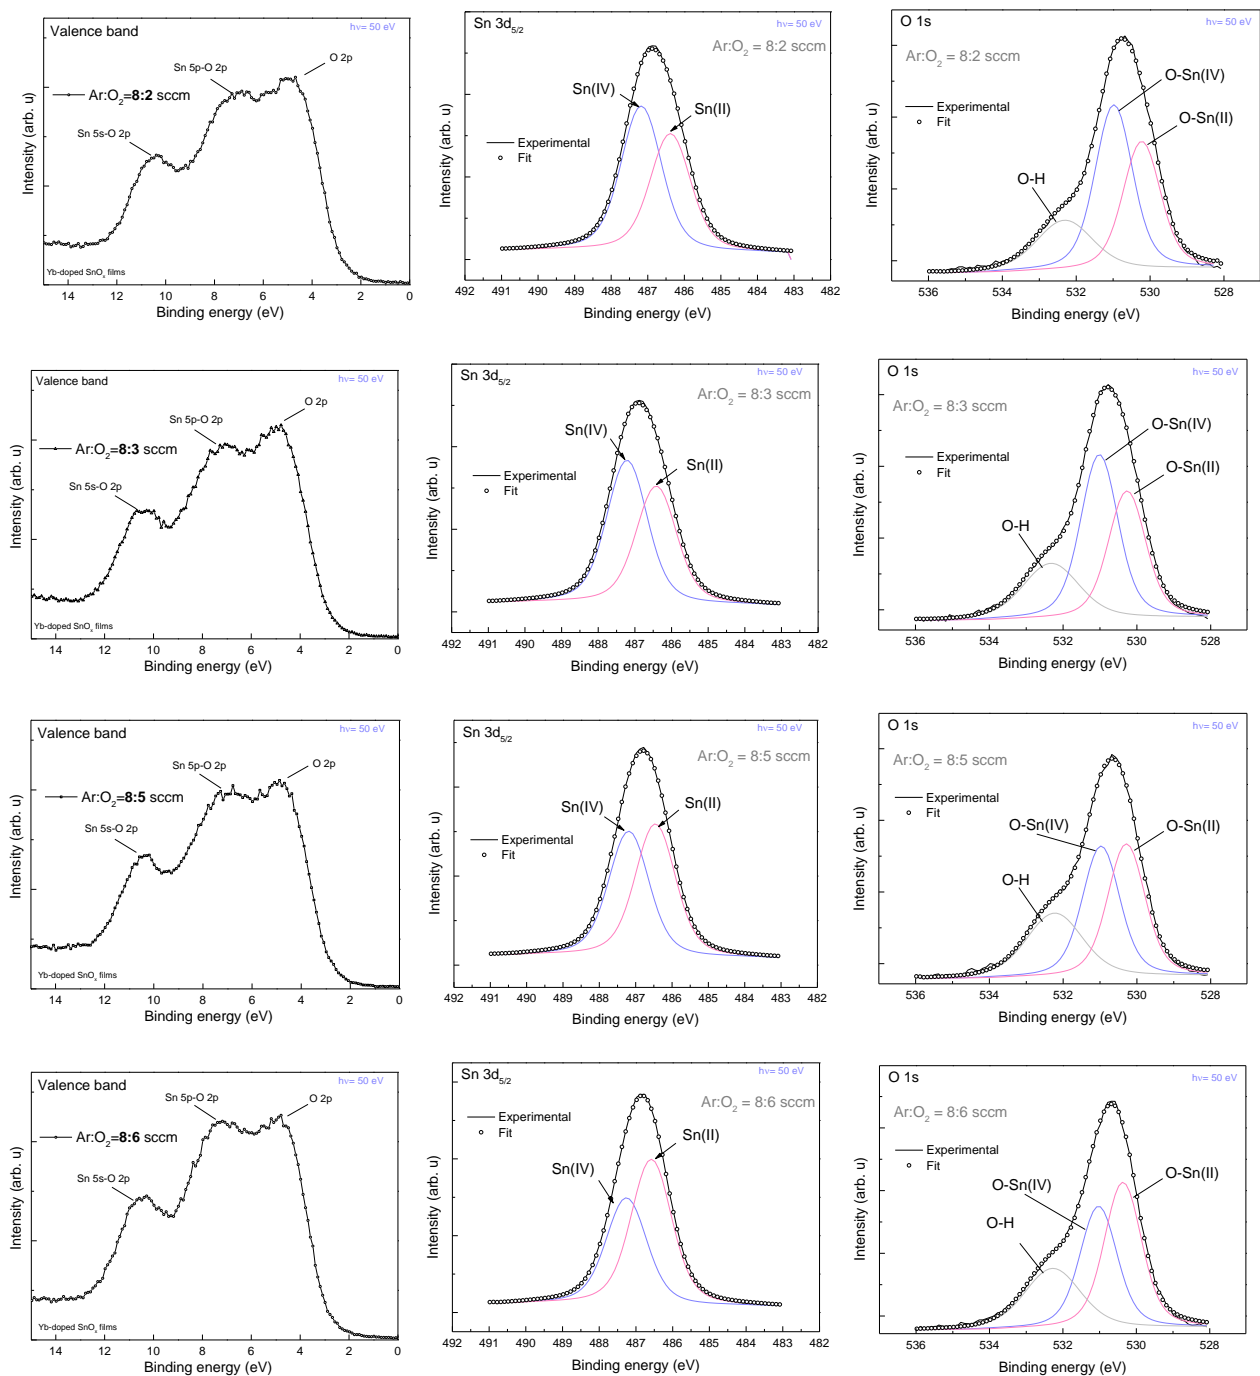 Valence band
hν= 50 eV
O 2p
Sn 5p-O 2p
Ar:O₂=8:2 sccm
Sn 5s-O 2p
Intensity (arb. u)
Yb-doped SnOₓ films
14 12 10 8 6 4 2 0
Binding energy (eV)
Sn 3d₅/₂
hν= 50 eV
Ar:O₂ = 8:2 sccm
Sn(IV)
Sn(II)
Experimental
Fit
Intensity (arb. u)
492 491 490 489 488 487 486 485 484 483 482
Binding energy (eV)
O 1s
hν= 50 eV
Ar:O₂ = 8:2 sccm
O-Sn(IV)
Experimental
Fit
O-Sn(II)
O-H
Intensity (arb. u)
536 534 532 530 528
Binding energy (eV)
Valence band
hν= 50 eV
O 2p
Sn 5p-O 2p
Ar:O₂=8:3 sccm
Sn 5s-O 2p
Intensity (arb. u)
Yb-doped SnOₓ films
14 12 10 8 6 4 2 0
Binding energy (eV)
Sn 3d₅/₂
hν= 50 eV
Ar:O₂ = 8:3 sccm
Sn(IV)
Sn(II)
Experimental
Fit
Intensity (arb. u)
492 491 490 489 488 487 486 485 484 483 482
Binding energy (eV)
O 1s
hν= 50 eV
Ar:O₂ = 8:3 sccm
O-Sn(IV)
Experimental
Fit
O-Sn(II)
O-H
Intensity (arb. u)
536 534 532 530 528
Binding energy (eV)
Valence band
hν= 50 eV
O 2p
Sn 5p-O 2p
Ar:O₂=8:5 sccm
Sn 5s-O 2p
Intensity (arb. u)
Yb-doped SnOₓ films
14 12 10 8 6 4 2 0
Binding energy (eV)
Sn 3d₅/₂
hν= 50 eV
Ar:O₂ = 8:5 sccm
Sn(IV)
Sn(II)
Experimental
Fit
Intensity (arb. u)
492 491 490 489 488 487 486 485 484 483 482
Binding energy (eV)
O 1s
hν= 50 eV
Ar:O₂ = 8:5 sccm
Experimental
Fit
O-Sn(IV)
O-Sn(II)
O-H
Intensity (arb. u)
536 534 532 530 528
Binding energy (eV)
Valence band
hν= 50 eV
Sn 5p-O 2p
O 2p
Ar:O₂=8:6 sccm
Sn 5s-O 2p
Intensity (arb. u)
Yb-doped SnOₓ films
14 12 10 8 6 4 2 0
Binding energy (eV)
Sn 3d₅/₂
hν= 50 eV
Ar:O₂ = 8:6 sccm
Experimental
Fit
Sn(II)
Sn(IV)
Intensity (arb. u)
492 491 490 489 488 487 486 485 484 483 482
Binding energy (eV)
O 1s
hν= 50 eV
Ar:O₂ = 8:6 sccm
Experimental
Fit
O-Sn(II)
O-Sn(IV)
O-H
Intensity (arb. u)
536 534 532 530 528
Binding energy (eV)